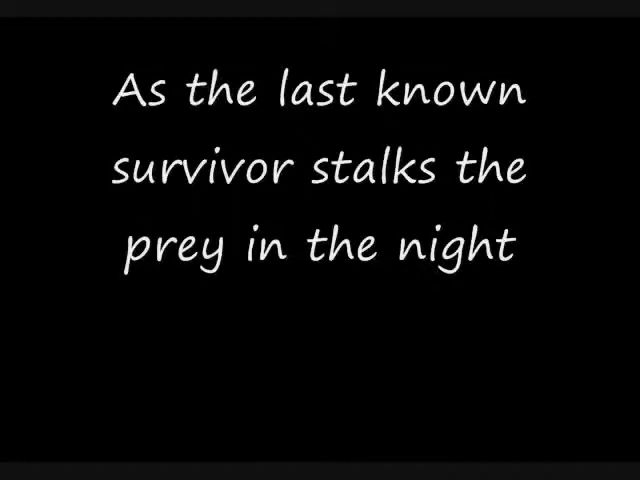 As the last known
survivor stalks the
prey in the night